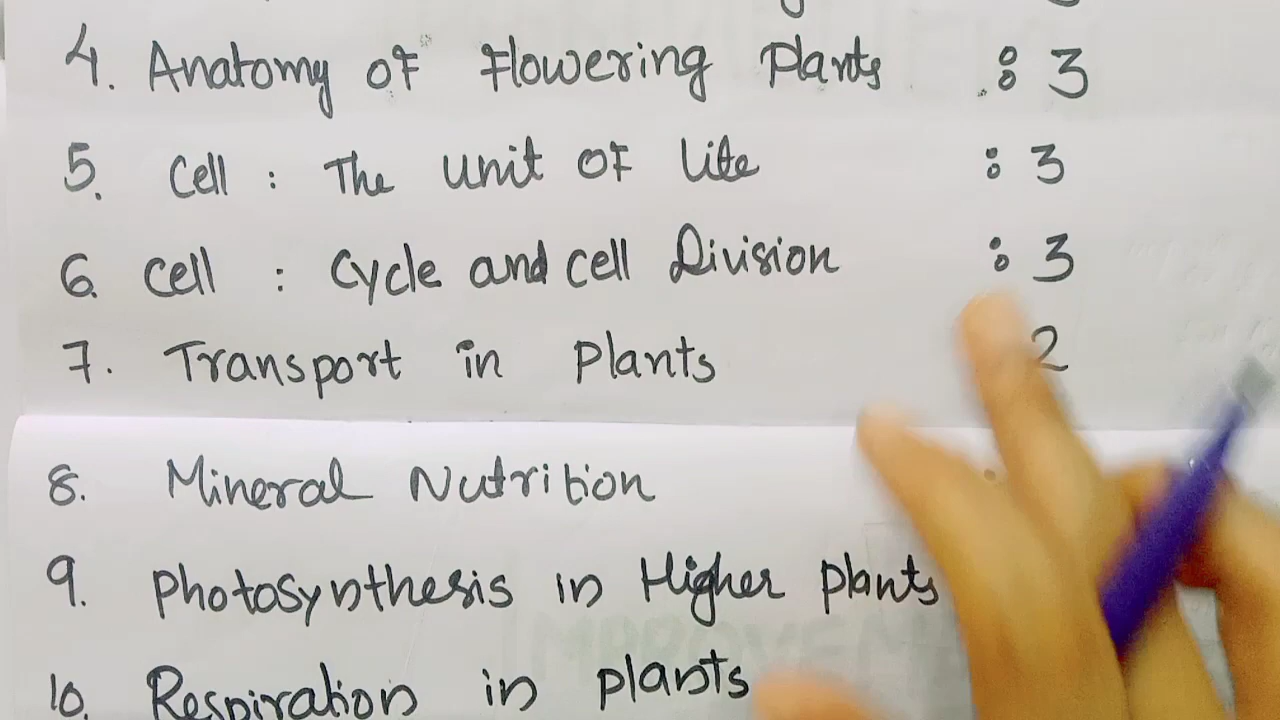 4. Anatomy of Flowering Plants : 3
5. Cell : The unit of life : 3
6. Cell : Cycle and cell Division : 3
7. Transport in Plants 2
8. Mineral Nutrition
9. Photosynthesis in Higher plants
10. Respiration in plants